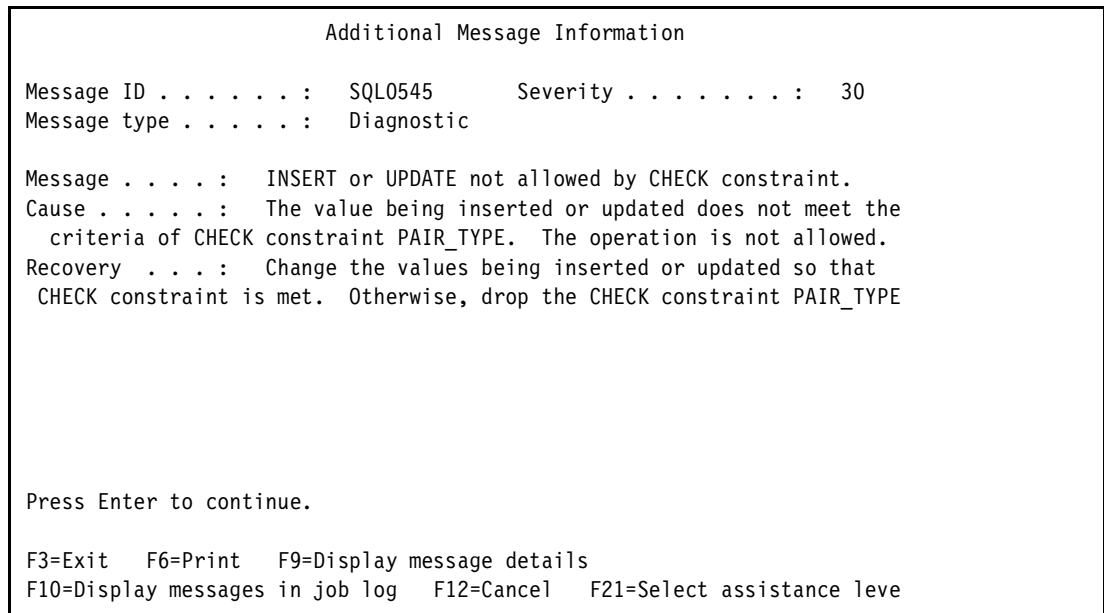 Additional Message Information
Message ID . . . . . . : SQL0545 Severity . . . . . . . : 30
Message type . . . . . : Diagnostic
Message . . . . : INSERT or UPDATE not allowed by CHECK constraint.
Cause . . . . . : The value being inserted or updated does not meet the
criteria of CHECK constraint PAIR_TYPE. The operation is not allowed.
Recovery . . . : Change the values being inserted or updated so that
CHECK constraint is met. Otherwise, drop the CHECK constraint PAIR_TYPE
Press Enter to continue.
F3=Exit F6=Print F9=Display message details
F10=Display messages in job log F12=Cancel F21=Select assistance leve